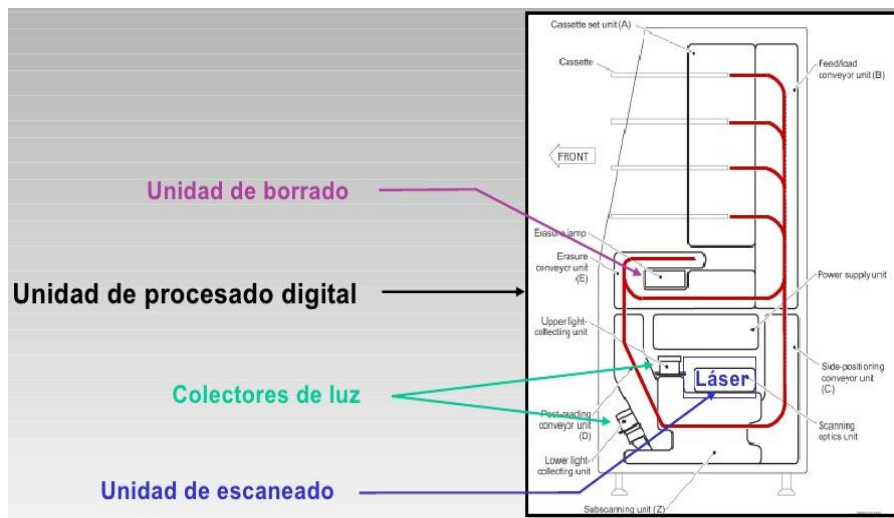 Cassette set unit (A)
Cassette
Feed/load
conveyor unit (B)
FRONT
Unidad de borrado
Erasure lamp
Erasure
conveyor unit
(E)
Power supply unit
Unidad de procesado digital
Upper light-
collecting unit
Side-positioning
conveyor unit
(C)
Láser
Colectores de luz
Post-reading
conveyor unit
(D)
Scanning
optics unit
Lower light-
collecting unit
Unidad de escaneado
Subscanning unit (Z)